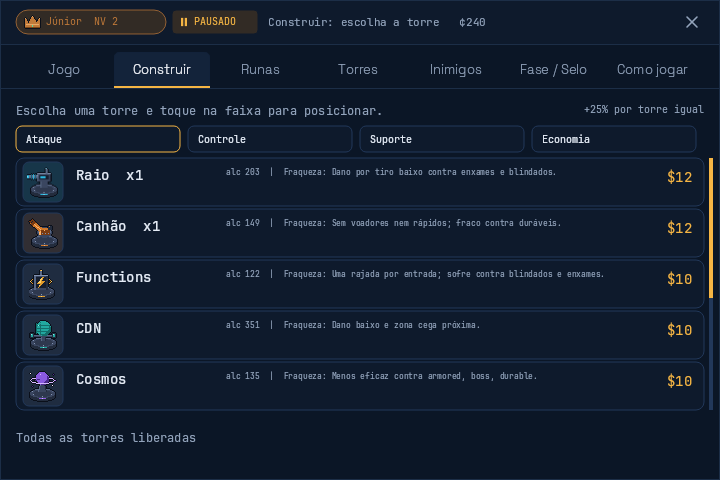 Júnior NV 2
PAUSADO
Construir: escolha a torre $240
Jogo
Construir
Runas
Torres
Inimigos
Fase / Selo
Como jogar
Escolha uma torre e toque na faixa para posicionar.
+25% por torre igual
Ataque
Controle
Suporte
Economia
Raio x1
alc 203 | Fraqueza: Dano por tiro baixo contra enxames e blindados.
$12
Canhão x1
alc 149 | Fraqueza: Sem voadores nem rápidos; fraco contra duráveis.
$12
Functions
alc 122 | Fraqueza: Uma rajada por entrada; sofre contra blindados e enxames.
$10
CDN
alc 351 | Fraqueza: Dano baixo e zona cega próxima.
$10
Cosmos
alc 135 | Fraqueza: Menos eficaz contra armored, boss, durable.
$10
Todas as torres liberadas